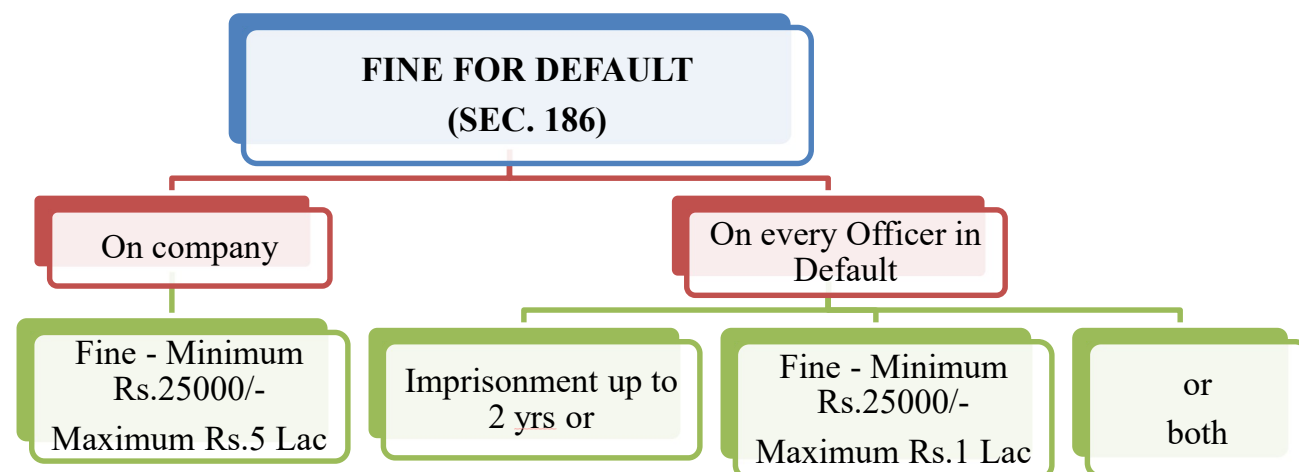 FINE FOR DEFAULT
(SEC. 186)
On company
On every Officer in
Default
Fine - Minimum
Rs.25000/-
Maximum Rs.5 Lac
Imprisonment up to
2 yrs or
Fine - Minimum
Rs.25000/-
Maximum Rs.1 Lac
or
both